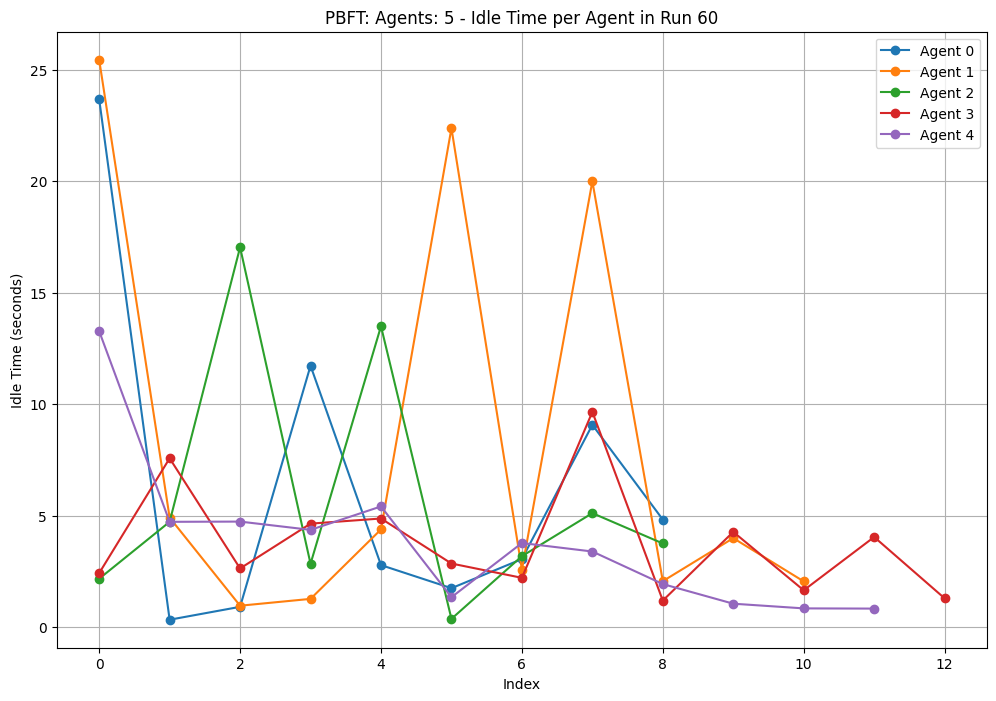 PBFT: Agents: 5 - Idle Time per Agent in Run 60
Agent 0
Agent 1
Agent 2
Agent 3
Agent 4
Idle Time (seconds)
25
20
15
10
5
0
0 2 4 6 8 10 12
Index